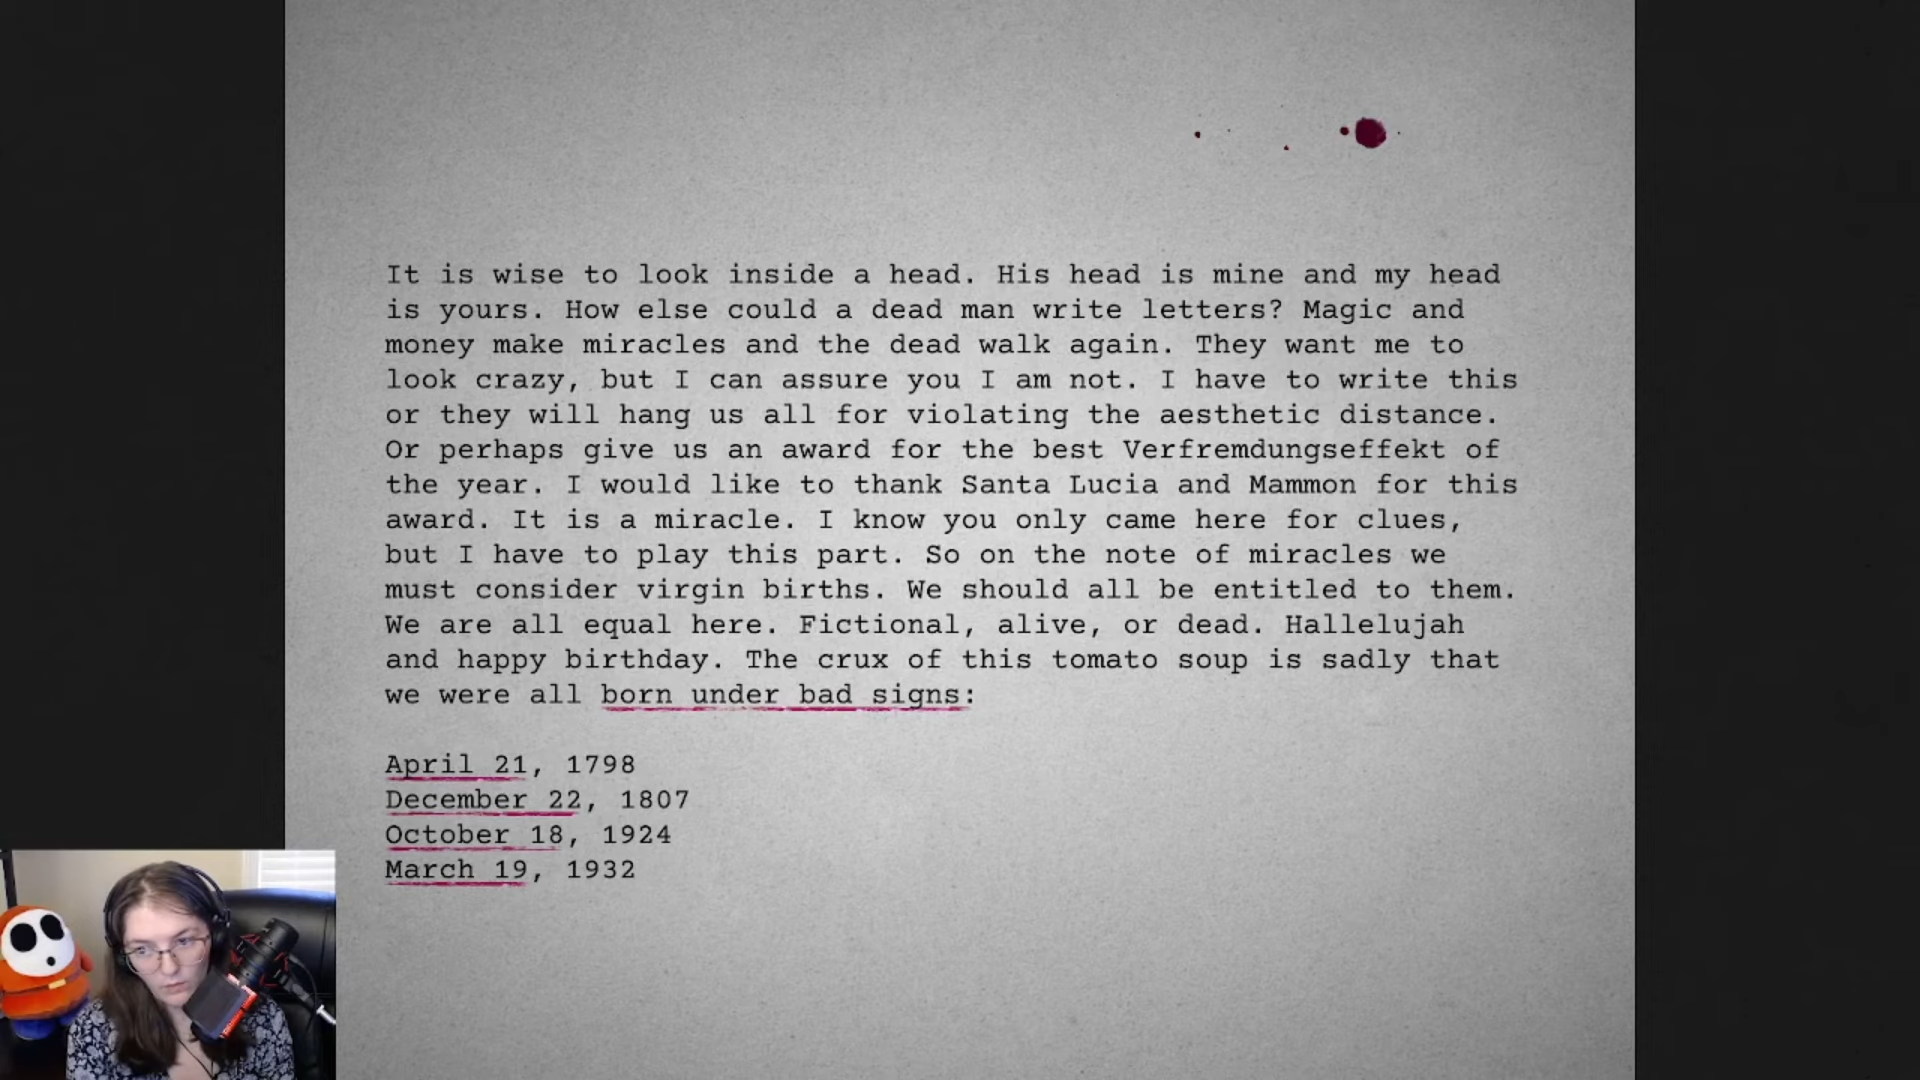 It is wise to look inside a head. His head is mine and my head
is yours. How else could a dead man write letters? Magic and
money make miracles and the dead walk again. They want me to
look crazy, but I can assure you I am not. I have to write this
or they will hang us all for violating the aesthetic distance.
Or perhaps give us an award for the best Verfremdungseffekt of
the year. I would like to thank Santa Lucia and Mammon for this
award. It is a miracle. I know you only came here for clues,
but I have to play this part. So on the note of miracles we
must consider virgin births. We should all be entitled to them.
We are all equal here. Fictional, alive, or dead. Hallelujah
and happy birthday. The crux of this tomato soup is sadly that
we were all born under bad signs:
April 21, 1798
December 22, 1807
October 18, 1924
March 19, 1932